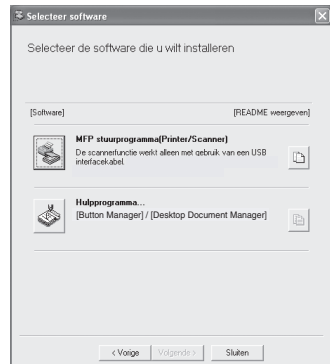 Selecteer software
Selecteer de software die u wilt installeren
[Software] [README weergeven]
MFP stuurprogramma(Printer/Scanner)
De scannerfunctie werkt alleen met gebruik van een USB
interfacekabel.
Hulpprogramma...
[Button Manager] / [Desktop Document Manager]
< Vorige Volgende > Sluiten